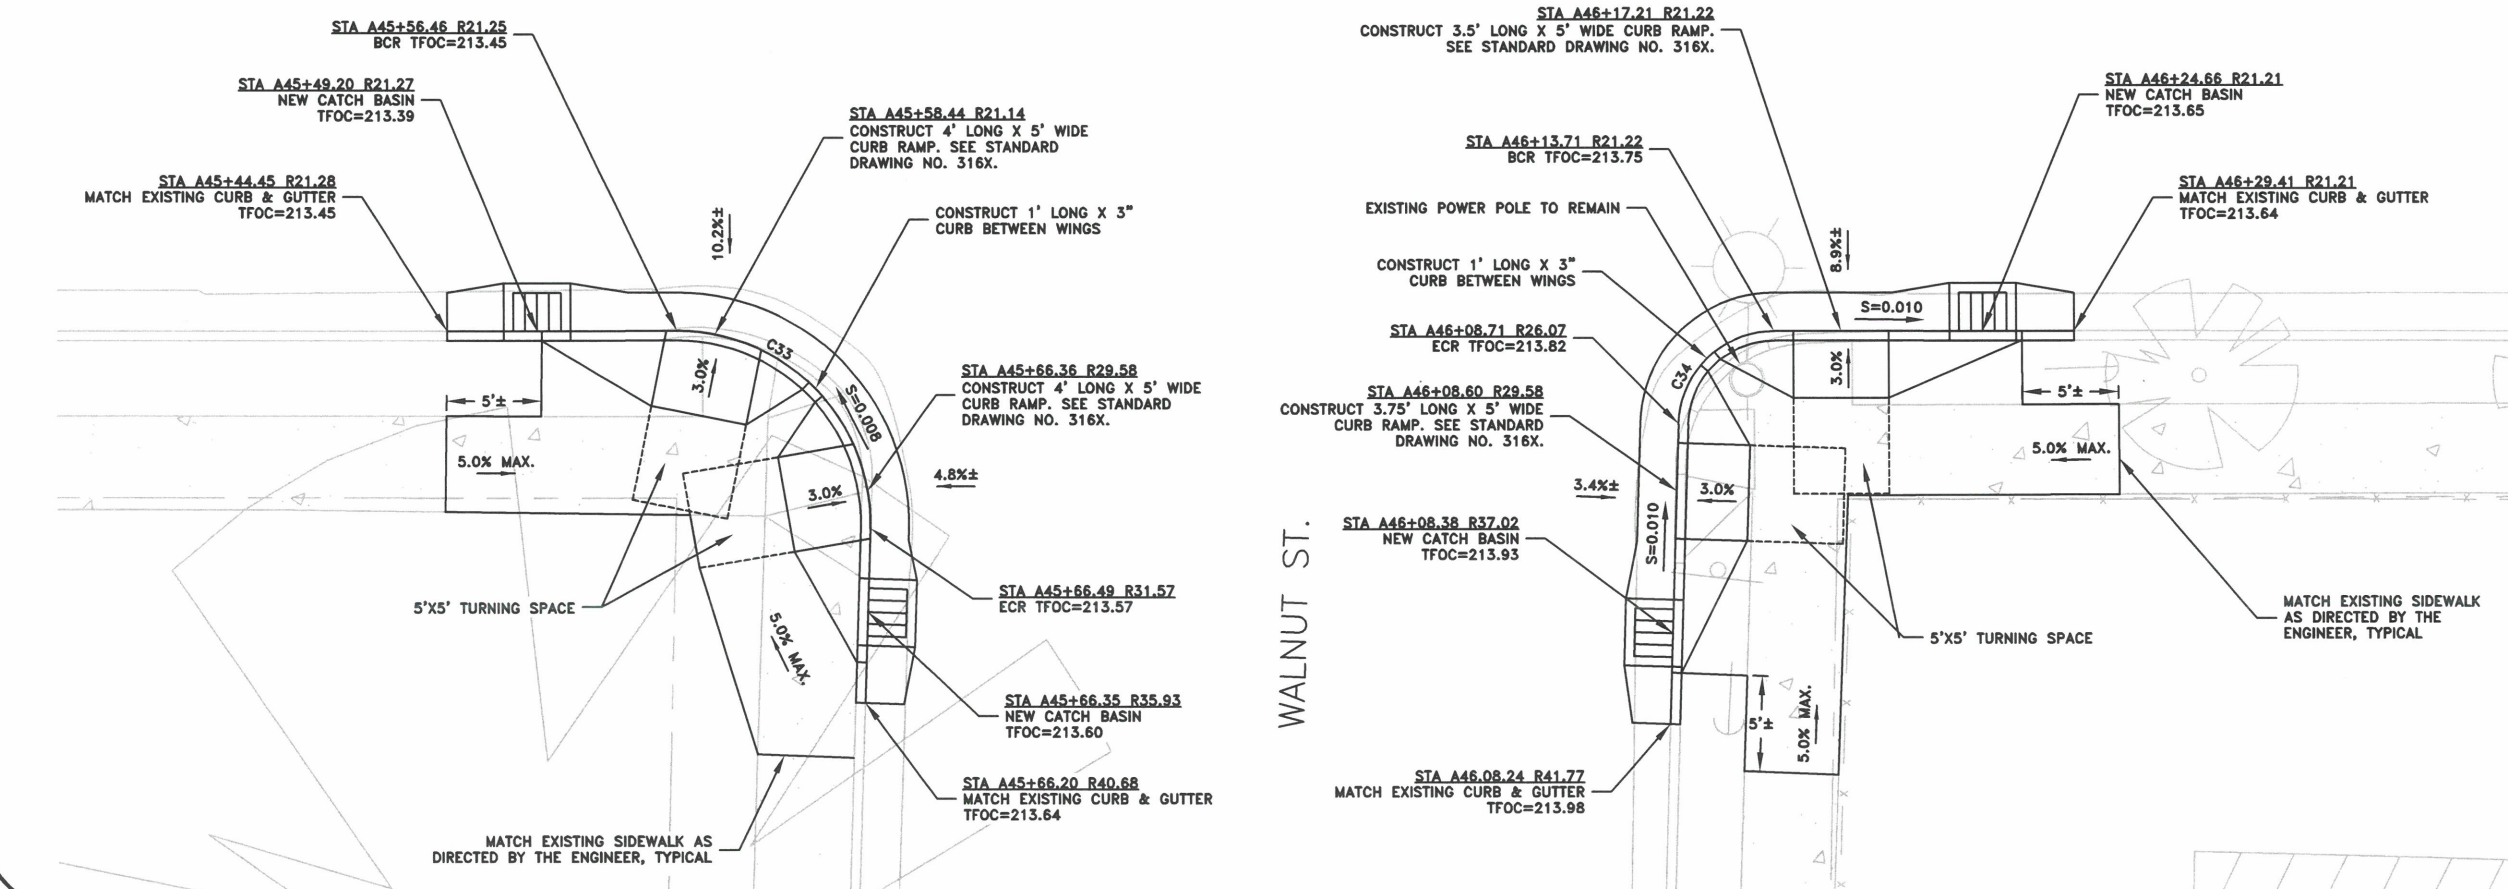 STA A45+56.46 R21.25
BCR TFOC=213.45
STA A45+49.20 R21.27
NEW CATCH BASIN
TFOC=213.39
STA A45+44.45 R21.28
MATCH EXISTING CURB & GUTTER
TFOC=213.45
STA A45+58.44 R21.14
CONSTRUCT 4' LONG X 5' WIDE
CURB RAMP. SEE STANDARD
DRAWING NO. 316X.
10.2%±
CONSTRUCT 1' LONG X 3"
CURB BETWEEN WINGS
C33
3.0%
S=0.008
STA A45+66.36 R29.58
CONSTRUCT 4' LONG X 5' WIDE
CURB RAMP. SEE STANDARD
DRAWING NO. 316X.
5'±
5.0% MAX.
3.0%
4.8%±
5'X5' TURNING SPACE
5.0% MAX.
STA A45+66.49 R31.57
ECR TFOC=213.57
STA A45+66.35 R35.93
NEW CATCH BASIN
TFOC=213.60
STA A45+66.20 R40.68
MATCH EXISTING CURB & GUTTER
TFOC=213.64
MATCH EXISTING SIDEWALK AS
DIRECTED BY THE ENGINEER, TYPICAL
WALNUT ST.
STA A46+17.21 R21.22
CONSTRUCT 3.5' LONG X 5' WIDE CURB RAMP.
SEE STANDARD DRAWING NO. 316X.
STA A46+13.71 R21.22
BCR TFOC=213.75
EXISTING POWER POLE TO REMAIN
CONSTRUCT 1' LONG X 3"
CURB BETWEEN WINGS
STA A46+08.71 R26.07
ECR TFOC=213.82
STA A46+08.60 R29.58
CONSTRUCT 3.75' LONG X 5' WIDE
CURB RAMP. SEE STANDARD
DRAWING NO. 316X.
3.4%±
STA A46+08.38 R37.02
NEW CATCH BASIN
TFOC=213.93
STA A46.08.24 R41.77
MATCH EXISTING CURB & GUTTER
TFOC=213.98
8.9%±
S=0.010
C34
3.0%
3.0%
S=0.010
STA A46+24.66 R21.21
NEW CATCH BASIN
TFOC=213.65
STA A46+29.41 R21.21
MATCH EXISTING CURB & GUTTER
TFOC=213.64
5'±
5.0% MAX.
5'±
5.0% MAX.
5'X5' TURNING SPACE
MATCH EXISTING SIDEWALK
AS DIRECTED BY THE
ENGINEER, TYPICAL